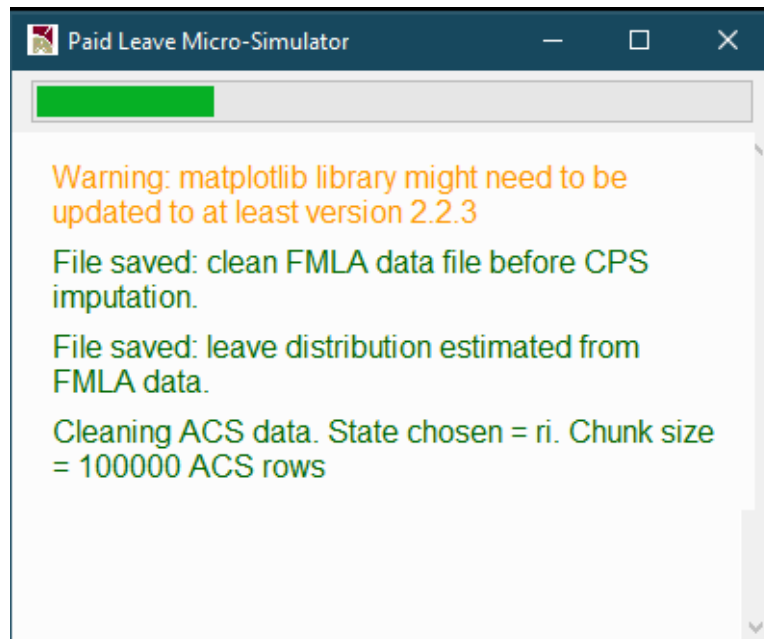 Paid Leave Micro-Simulator
Warning: matplotlib library might need to be
updated to at least version 2.2.3
File saved: clean FMLA data file before CPS
imputation.
File saved: leave distribution estimated from
FMLA data.
Cleaning ACS data. State chosen = ri. Chunk size
= 100000 ACS rows